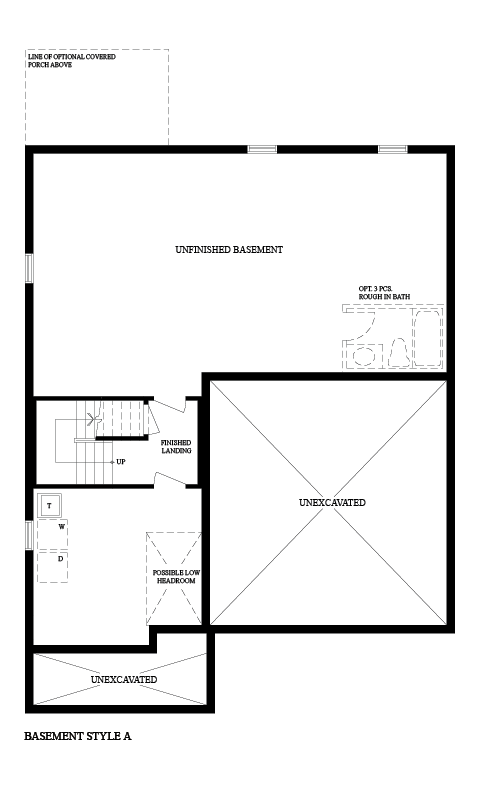 LINE OF OPTIONAL COVERED
PORCH ABOVE
UNFINISHED BASEMENT
OPT. 3 PCS.
ROUGH IN BATH
FINISHED
LANDING
UP
UNEXCAVATED
T
W
D
POSSIBLE LOW
HEADROOM
UNEXCAVATED
BASEMENT STYLE A